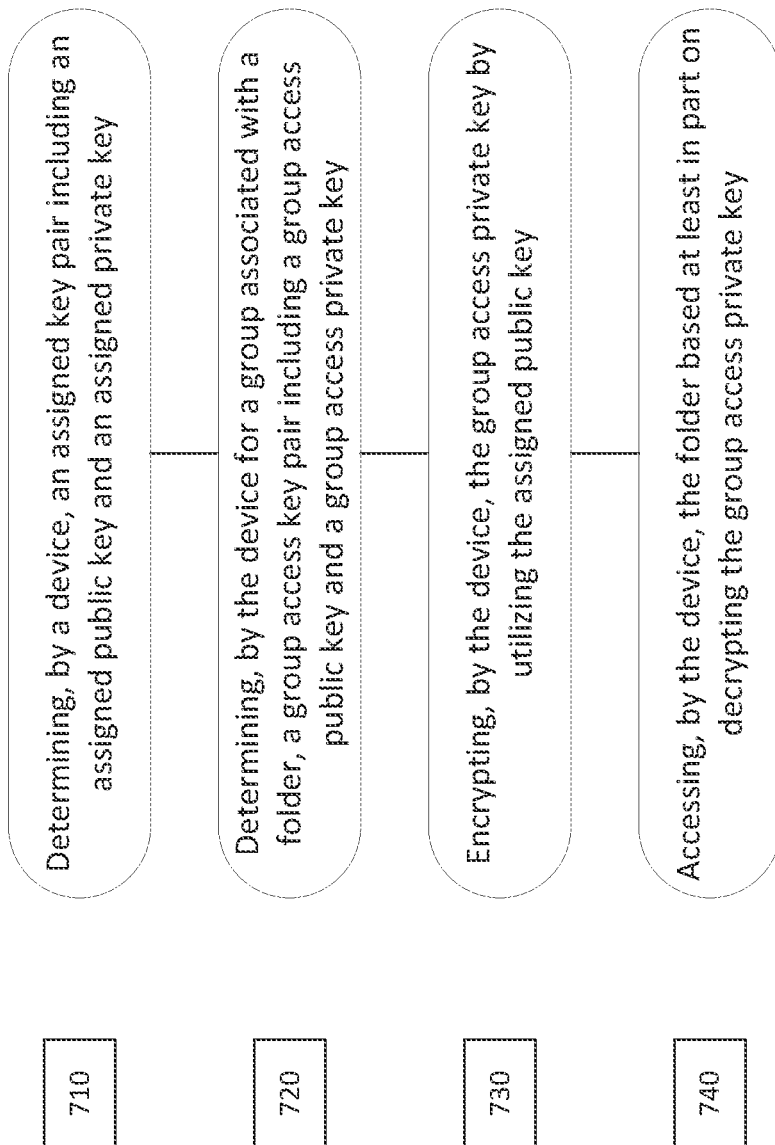 710
Determining, by a device, an assigned key pair including an
assigned public key and an assigned private key
720
Determining, by the device for a group associated with a
folder, a group access key pair including a group access
public key and a group access private key
730
Encrypting, by the device, the group access private key by
utilizing the assigned public key
740
Accessing, by the device, the folder based at least in part on
decrypting the group access private key